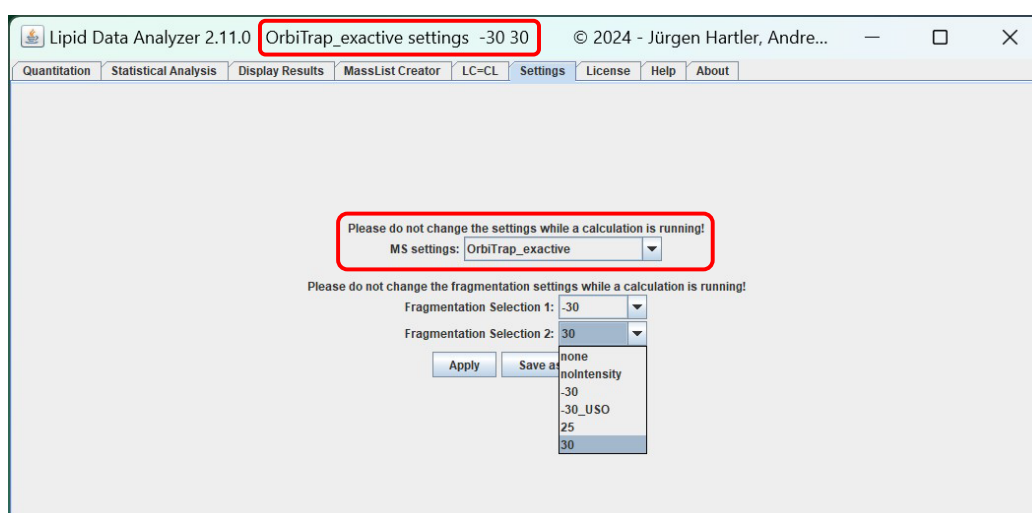 Lipid Data Analyzer 2.11.0 OrbiTrap_exactive settings -30 30 © 2024 - Jürgen Hartler, Andre...
Quantitation Statistical Analysis Display Results MassList Creator LC=CL Settings License Help About
Please do not change the settings while a calculation is running!
MS settings: OrbiTrap_exactive
Please do not change the fragmentation settings while a calculation is running!
Fragmentation Selection 1: -30
Fragmentation Selection 2: 30
Apply Save as
none
noIntensity
-30
-30_USO
25
30